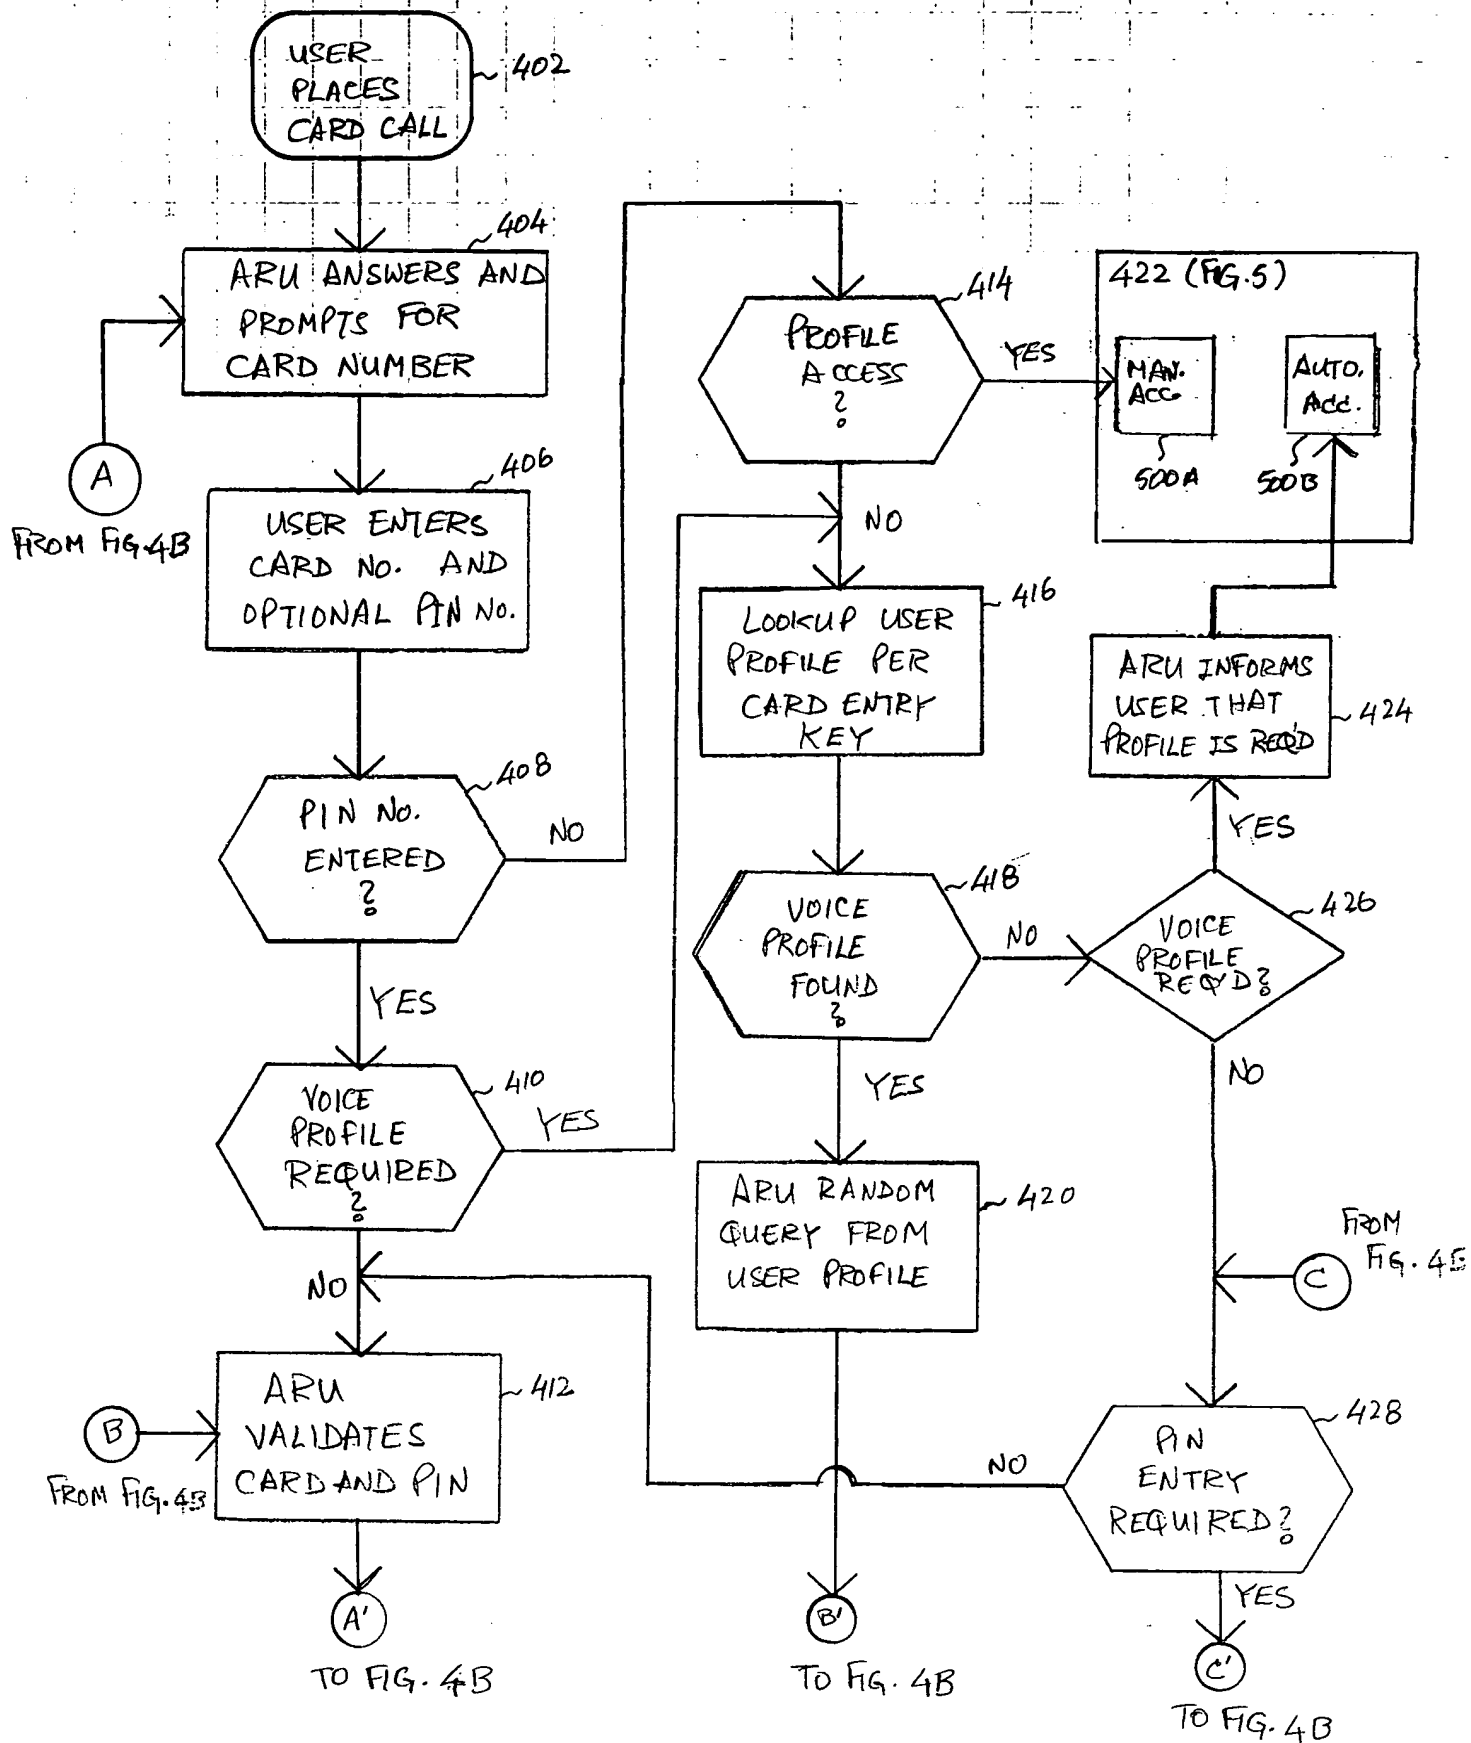 USER
PLACES
CARD CALL
402
404
ARU ANSWERS AND
PROMPTS FOR
CARD NUMBER
A
FROM FIG.4B
406
USER ENTERS
CARD NO. AND
OPTIONAL PIN NO.
408
PIN NO.
ENTERED
?
NO
YES
410
VOICE
PROFILE
REQUIRED
?
YES
NO
412
ARU
VALIDATES
CARD AND PIN
B
FROM FIG.4B
A'
TO FIG. 4B
414
PROFILE
ACCESS
?
YES
NO
416
LOOKUP USER
PROFILE PER
CARD ENTRY
KEY
418
VOICE
PROFILE
FOUND
?
NO
YES
420
ARU RANDOM
QUERY FROM
USER PROFILE
B'
TO FIG. 4B
422 (FIG.5)
MAN.
ACC.
500A
AUTO.
ACC.
500B
ARU INFORMS
USER THAT
PROFILE IS REQ'D
424
YES
426
VOICE
PROFILE
REQ'D?
NO
FROM
FIG. 4B
C
428
PIN
ENTRY
REQUIRED?
NO
YES
C'
TO FIG. 4B